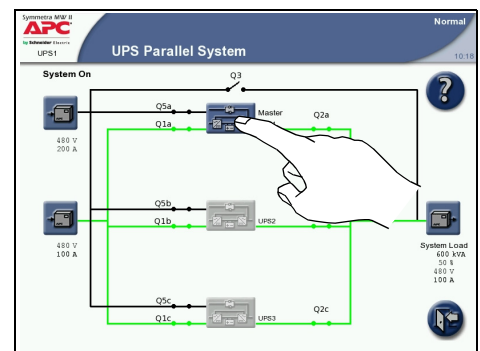 Symmetra MW II
APC
by Schneider Electric
UPS1
UPS Parallel System
Normal
10:18
System On
Q3
Q5a
Master
Q1a
Q2a
480 V
200 A
Q5b
Q1b
UPS2
480 V
100 A
System Load
600 kVA
50 %
480 V
100 A
Q5c
Q1c
UPS3
Q2c
?